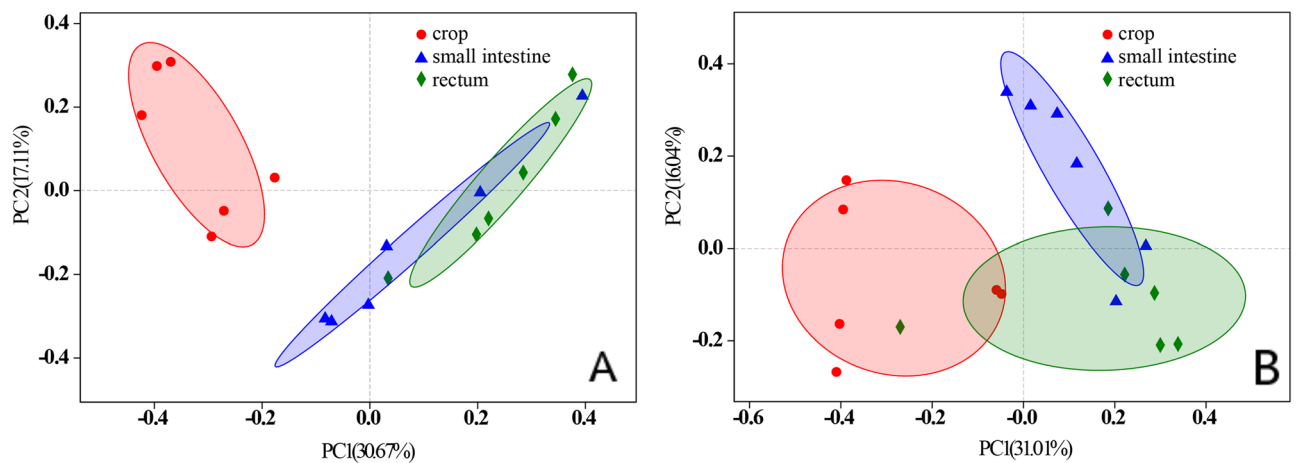 0.4
0.2
0.0
-0.2
-0.4
PC2(17.11%)
crop
small intestine
rectum
A
-0.4
-0.2
0.0
0.2
0.4
PC1(30.67%)
0.4
0.2
0.0
-0.2
PC2(16.04%)
crop
small intestine
rectum
B
-0.6
-0.4
-0.2
-0.0
0.2
0.4
PC1(31.01%)